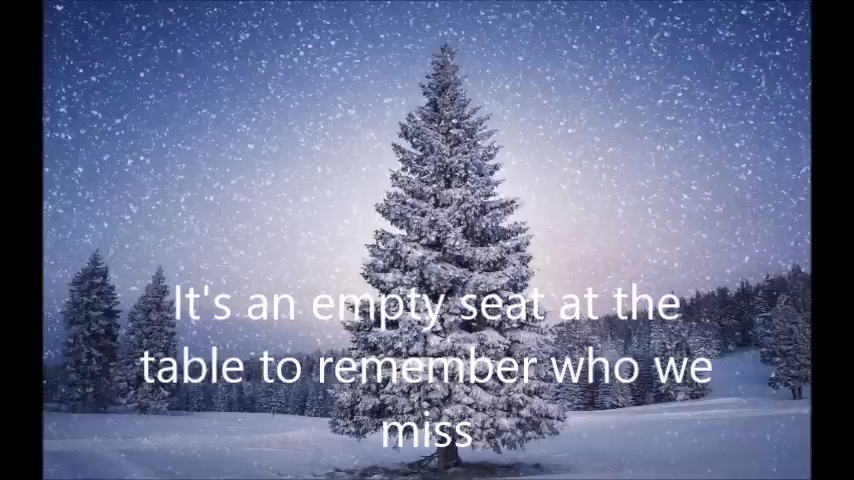 It's an empty seat at the
table to remember who we
miss